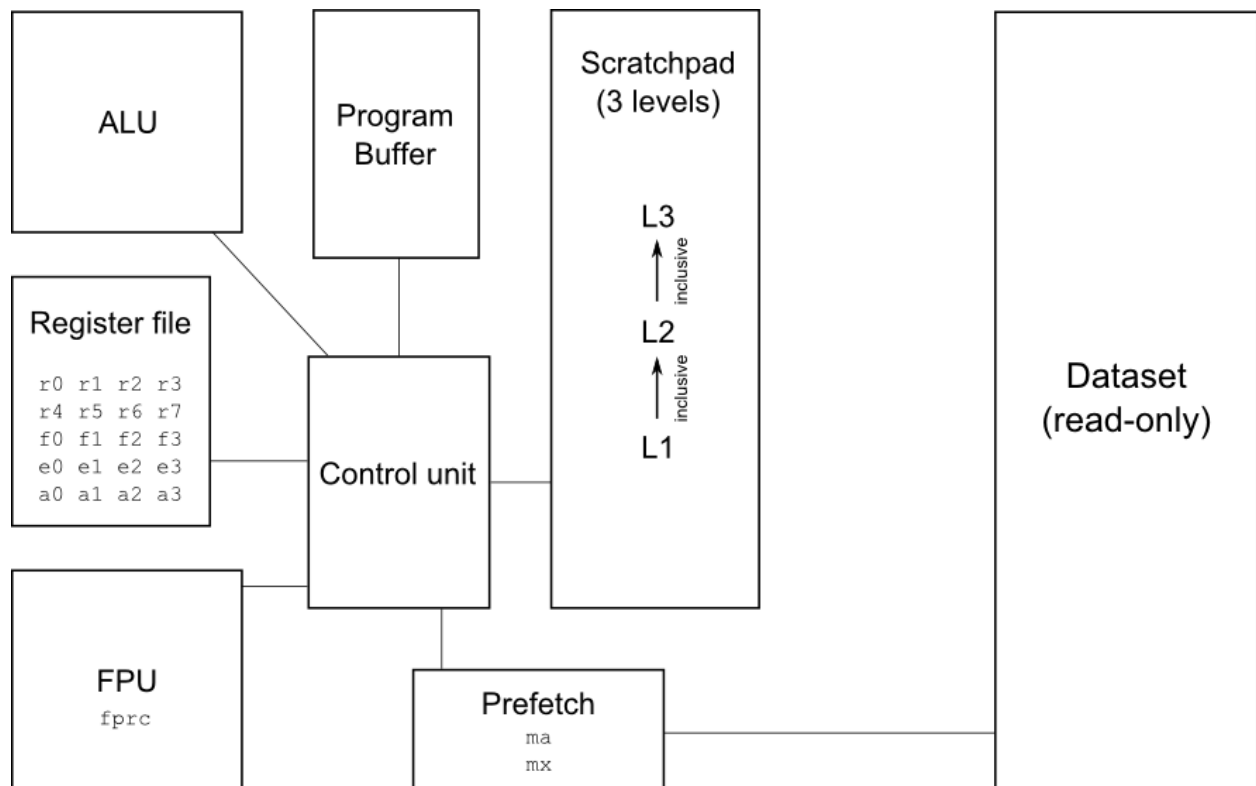 ALU
Program
Buffer
Scratchpad
(3 levels)
L3
inclusive
L2
inclusive
L1
Register file
r0 r1 r2 r3
r4 r5 r6 r7
f0 f1 f2 f3
e0 e1 e2 e3
a0 a1 a2 a3
Control unit
Dataset
(read-only)
FPU
fprc
Prefetch
ma
mx